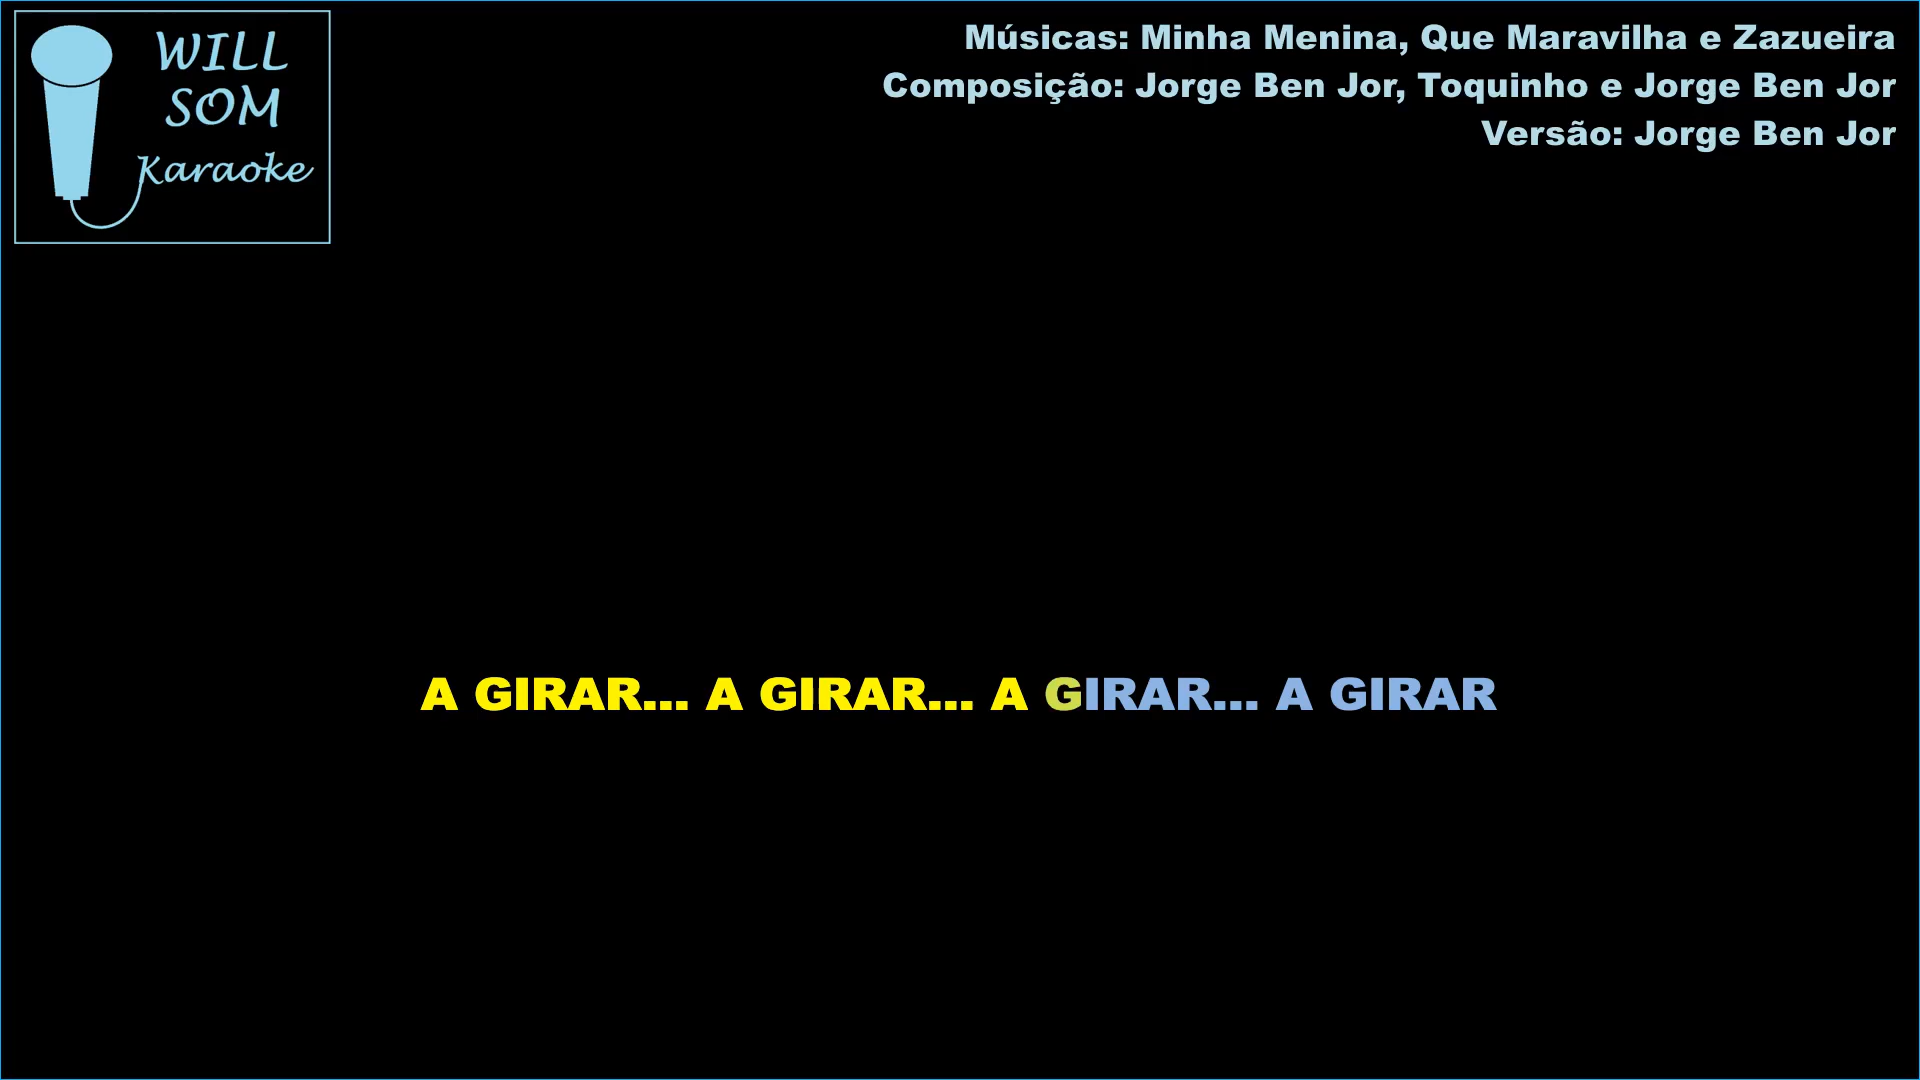 WILL
SOM
Karaoke
Músicas: Minha Menina, Que Maravilha e Zazueira
Composição: Jorge Ben Jor, Toquinho e Jorge Ben Jor
Versão: Jorge Ben Jor
A GIRAR... A GIRAR... A GIRAR... A GIRAR